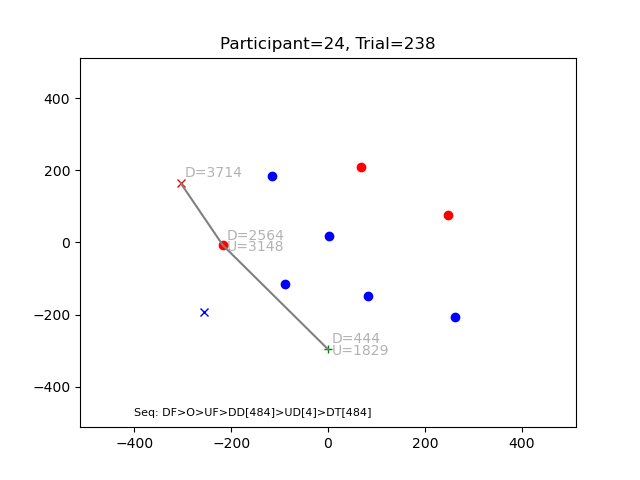 Participant=24, Trial=238
400
200
0
−200
−400
D=3714
D=2564
U=3148
D=444
U=1829
Seq: DF>O>UF>DD[484]>UD[4]>DT[484]
−400
−200
0
200
400